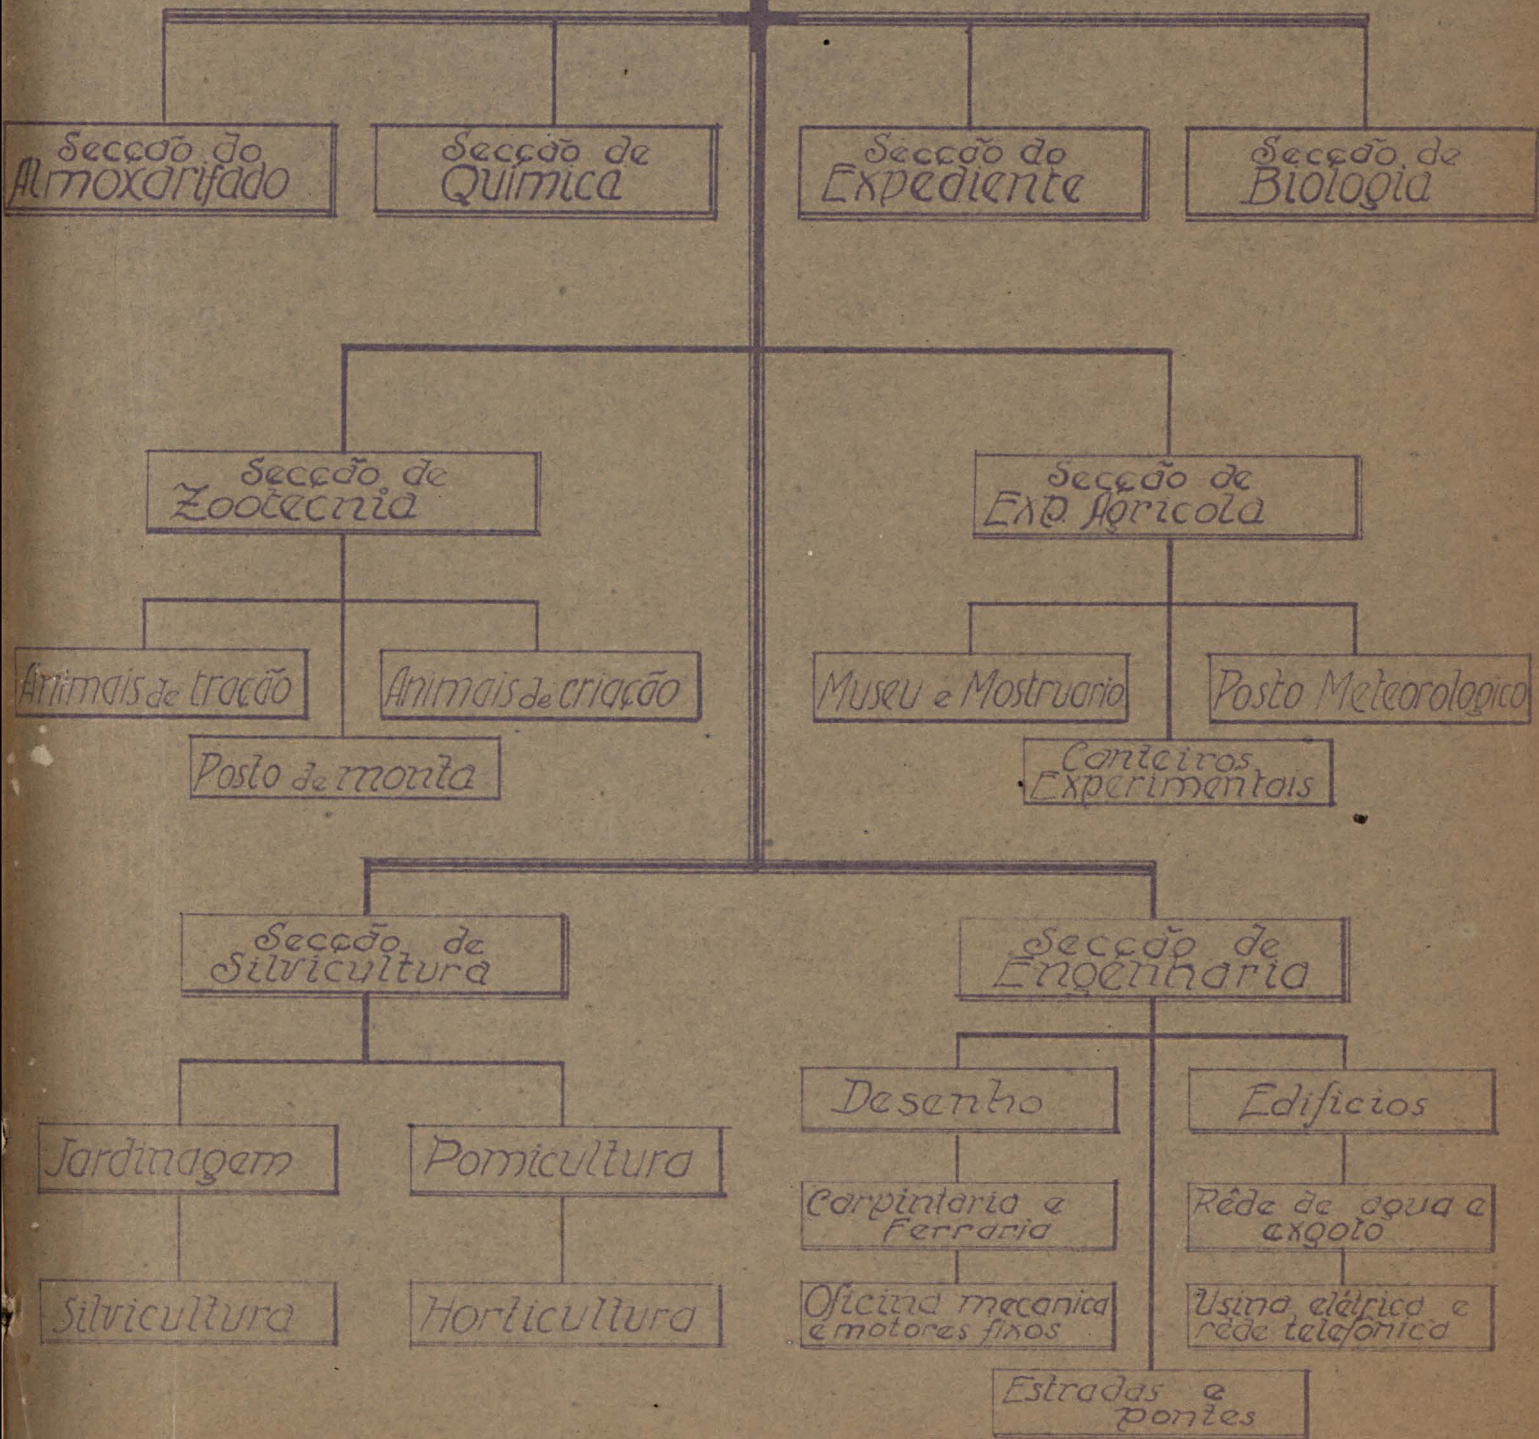 Secção do
Almoxarifado
Secção de
Química
Secção do
Expediente
Secção de
Biologia
Secção de
Zootecnia
Secção de
Exp. Agricola
Animais de tração
Animais de criação
Posto de monta
Museu e Mostruario
Posto Meteorologico
Canteiros
Experimentais
Secção de
Silvicultura
Secção de
Engenharia
Jardinagem
Pomicultura
Silvicultura
Horticultura
Desenho
Edificios
Carpintaria e
Ferraria
Rêde de agua e
exgoto
Oficina mecanica
e motores fixos
Usina elétrica e
rêde telefônica
Estradas e
pontes